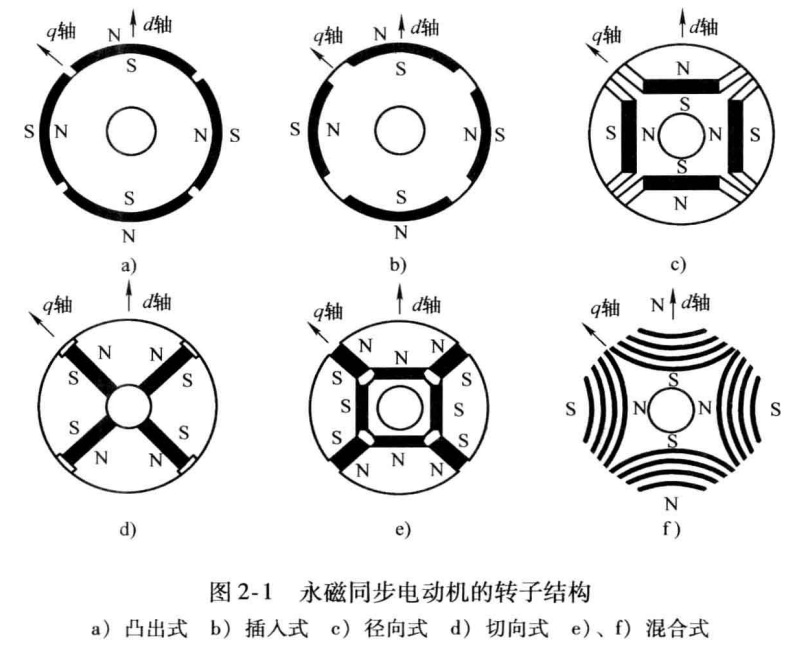 N d轴 N d轴 d轴
q轴 q轴 q轴
S S N
S
S N N S S N N S S N N S
S
S S
N N N
a) b) c)
d轴 d轴 N d轴
q轴 q轴 q轴
N N N N N
S S S S S
S S S N N S
S S S S S
N N N N N N
d) e) f)
图 2-1 永磁同步电动机的转子结构
a) 凸出式 b) 插入式 c) 径向式 d) 切向式 e)、f) 混合式